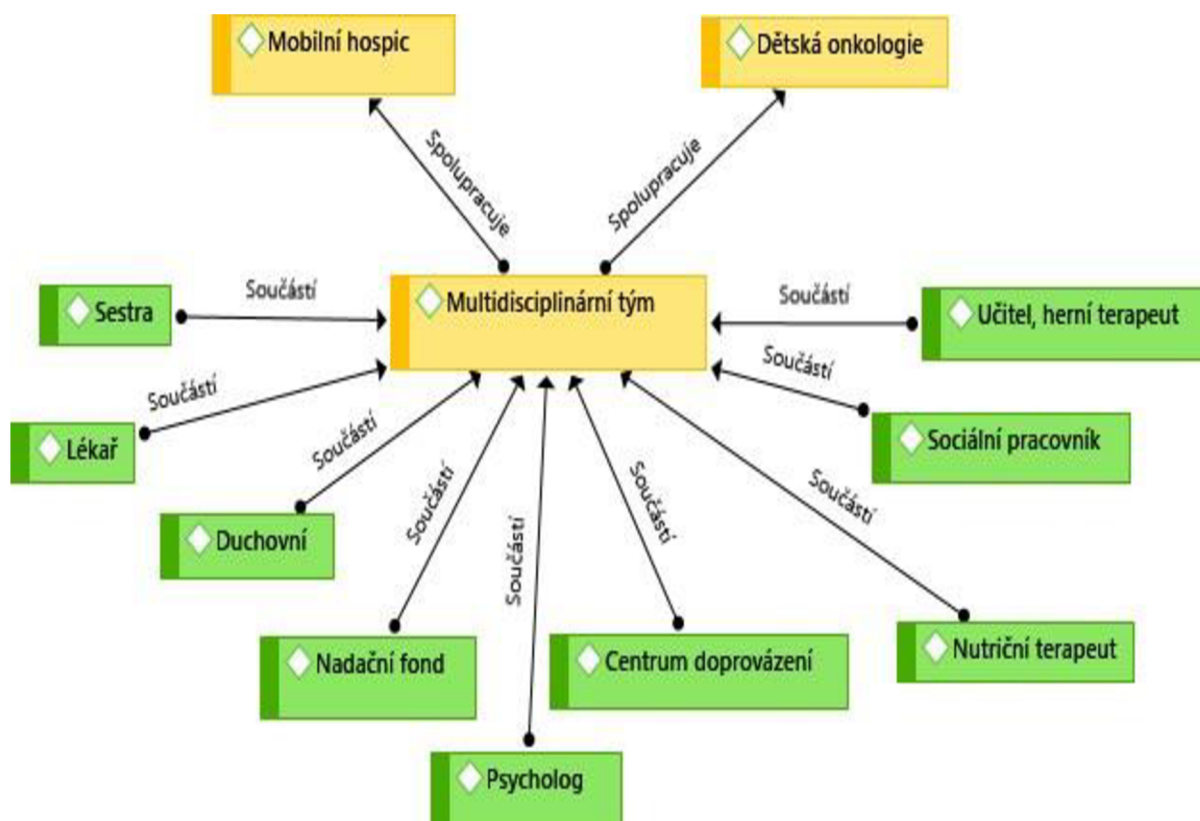 Mobilní hospic
Dětská onkologie
Spolupracuje
Spolupracuje
Sestra
Součástí
Multidisciplinární tým
Součástí
Učitel, herní terapeut
Lékař
Součástí
Součástí
Sociální pracovník
Duchovní
Součástí
Součástí
Součástí
Součástí
Součástí
Nadační fond
Centrum doprovázení
Nutriční terapeut
Psycholog